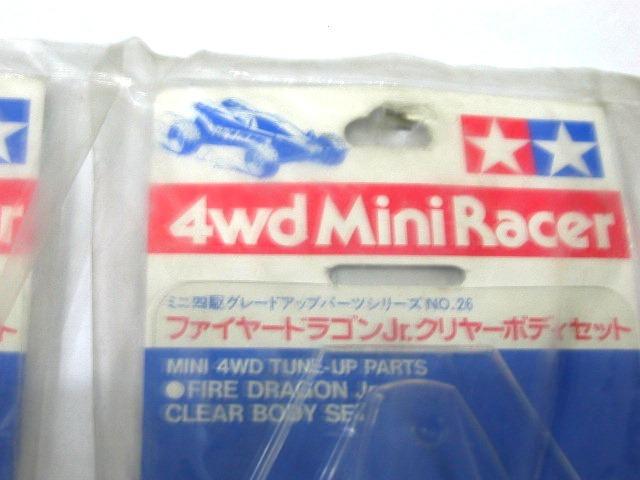 4wd Mini Racer
ミニ四駆グレードアップパーツシリーズ NO.26
ファイヤードラゴンJr.クリヤーボディセット
MINI 4WD TUNE-UP PARTS
●FIRE DRAGON Jr.
CLEAR BODY SET